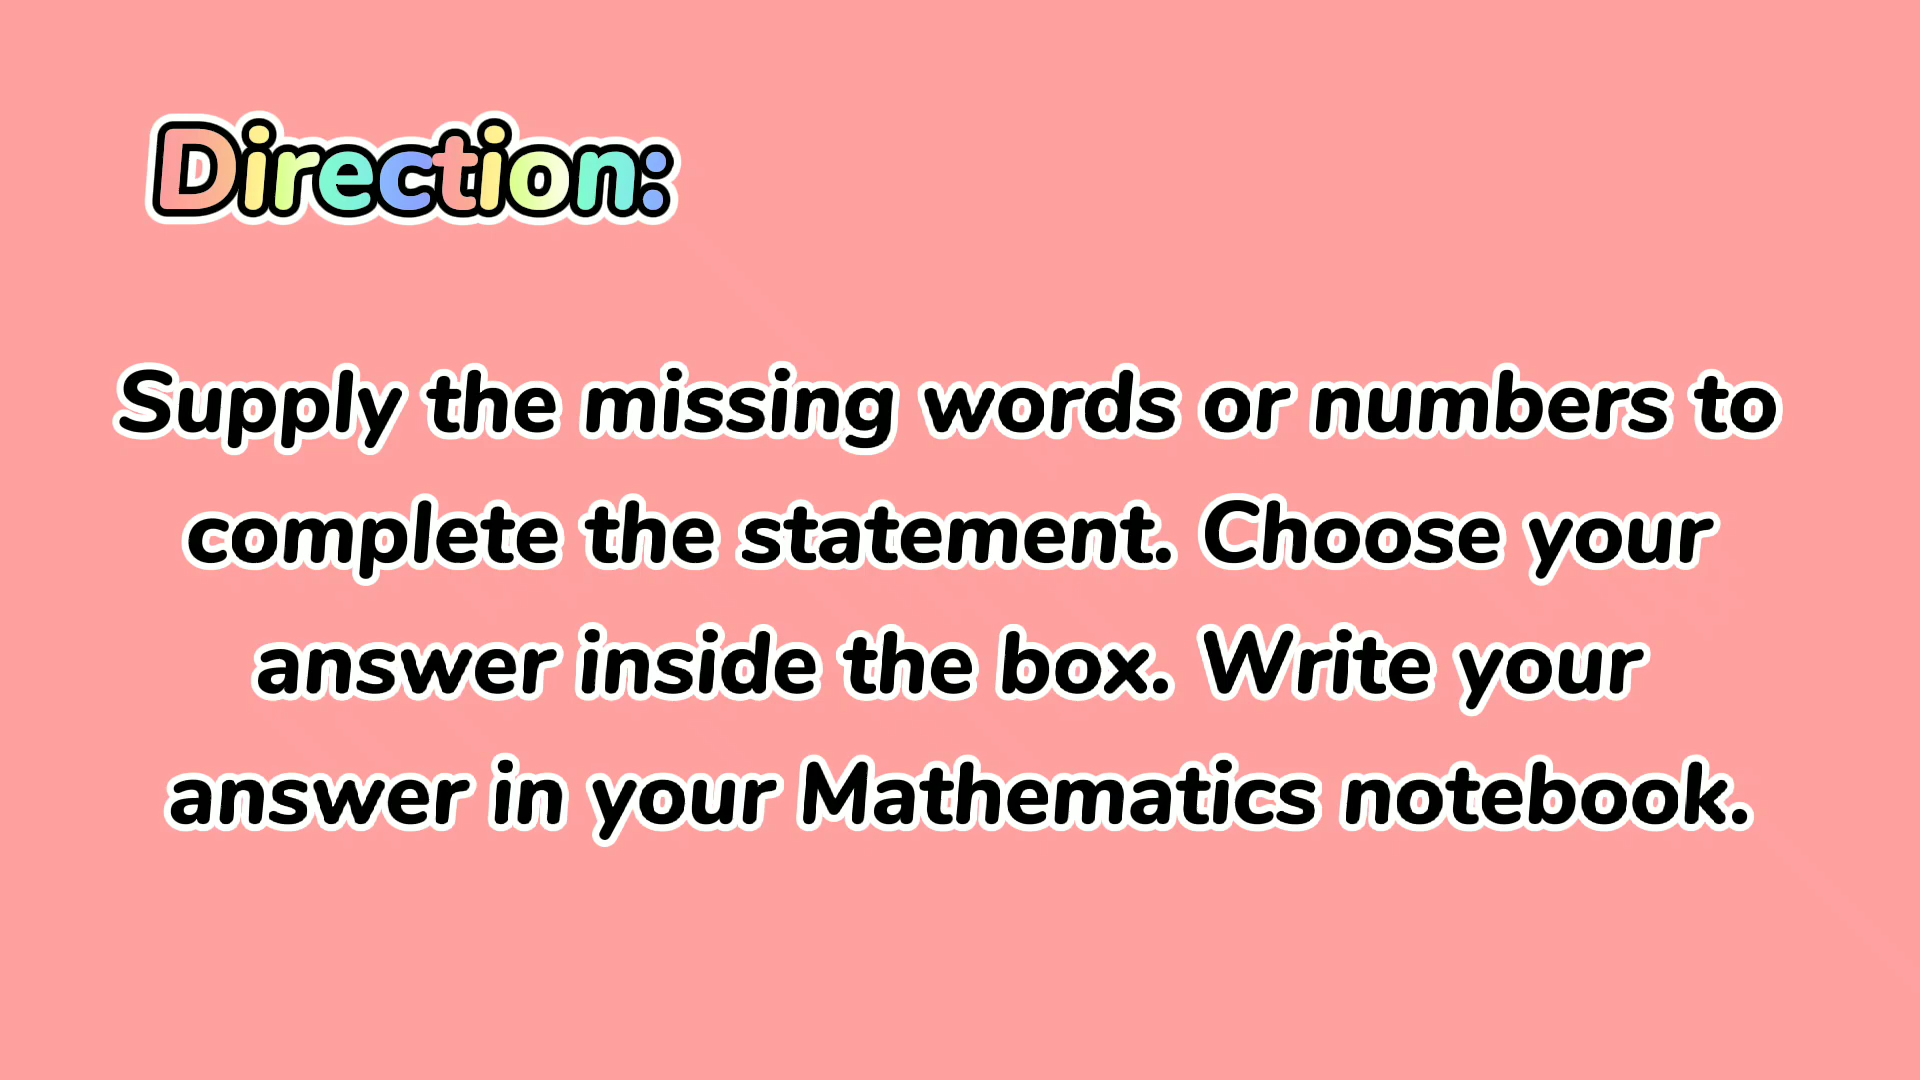 Direction:
Supply the missing words or numbers to
complete the statement. Choose your
answer inside the box. Write your
answer in your Mathematics notebook.